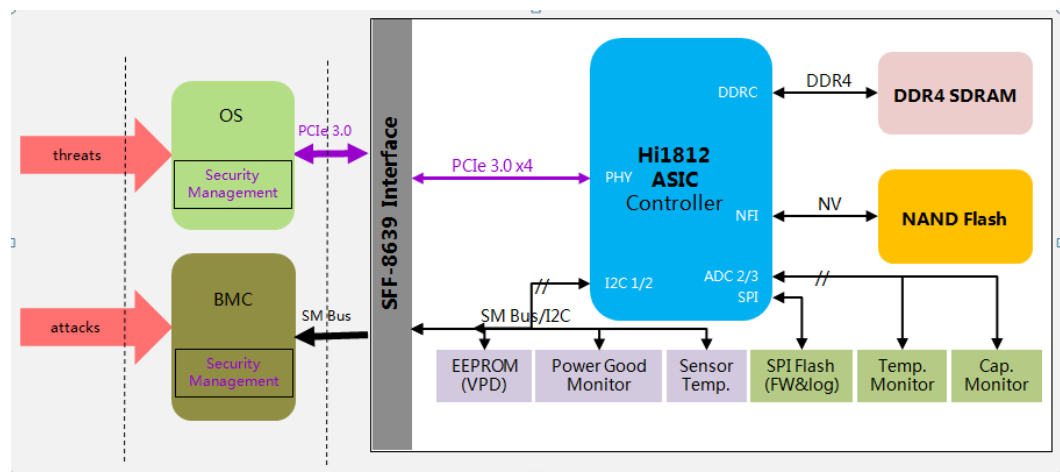 threats
OS
Security
Management
PCIe 3.0
attacks
BMC
Security
Management
SM Bus
SFF-8639 Interface
PCIe 3.0 x4
PHY
Hi1812
ASIC
Controller
DDRC
DDR4
DDR4 SDRAM
NFI
NV
NAND Flash
I2C 1/2
//
ADC 2/3
//
SPI
SM Bus/I2C
EEPROM
(VPD)
Power Good
Monitor
Sensor
Temp.
SPI Flash
(FW&log)
Temp.
Monitor
Cap.
Monitor